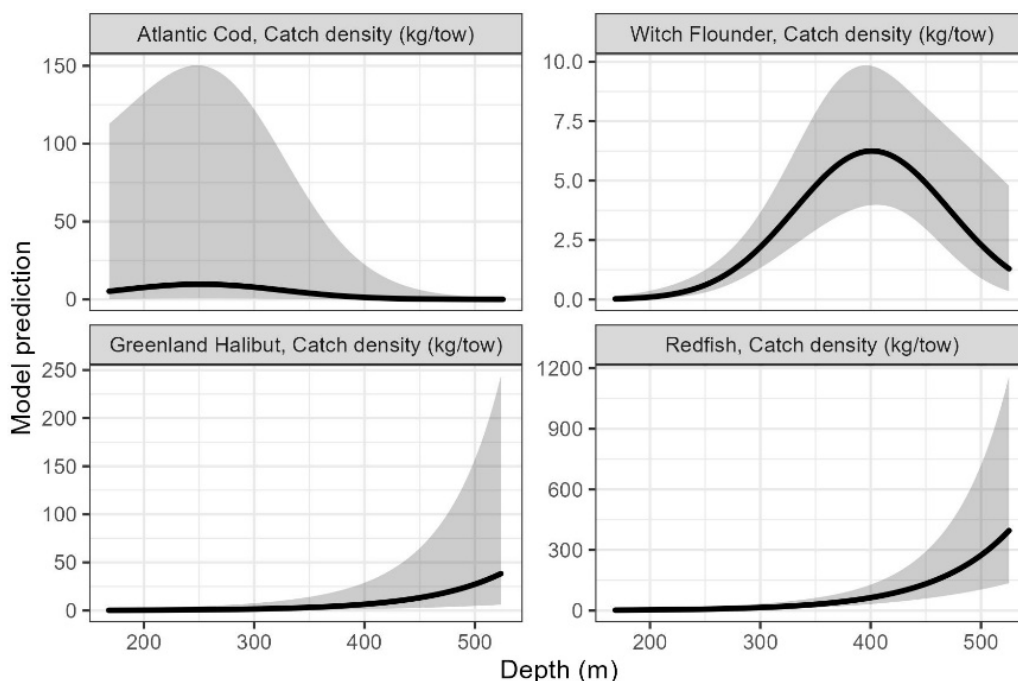 Atlantic Cod, Catch density (kg/tow)
Witch Flounder, Catch density (kg/tow)
150
100
50
0
10.0
7.5
5.0
2.5
0.0
Model prediction
Greenland Halibut, Catch density (kg/tow)
Redfish, Catch density (kg/tow)
250
200
150
100
50
0
1200
900
600
300
0
200 300 400 500
200 300 400 500
Depth (m)